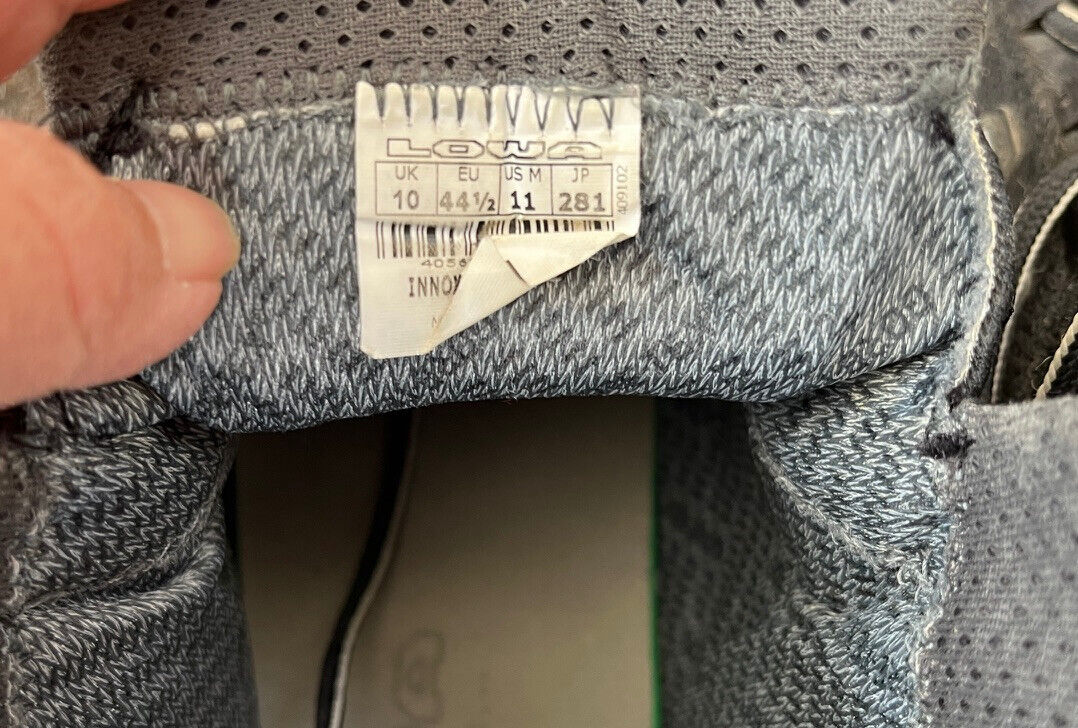 LOWA
UK EU US M JP
10 44½ 11 281
409102
4056
INNOX